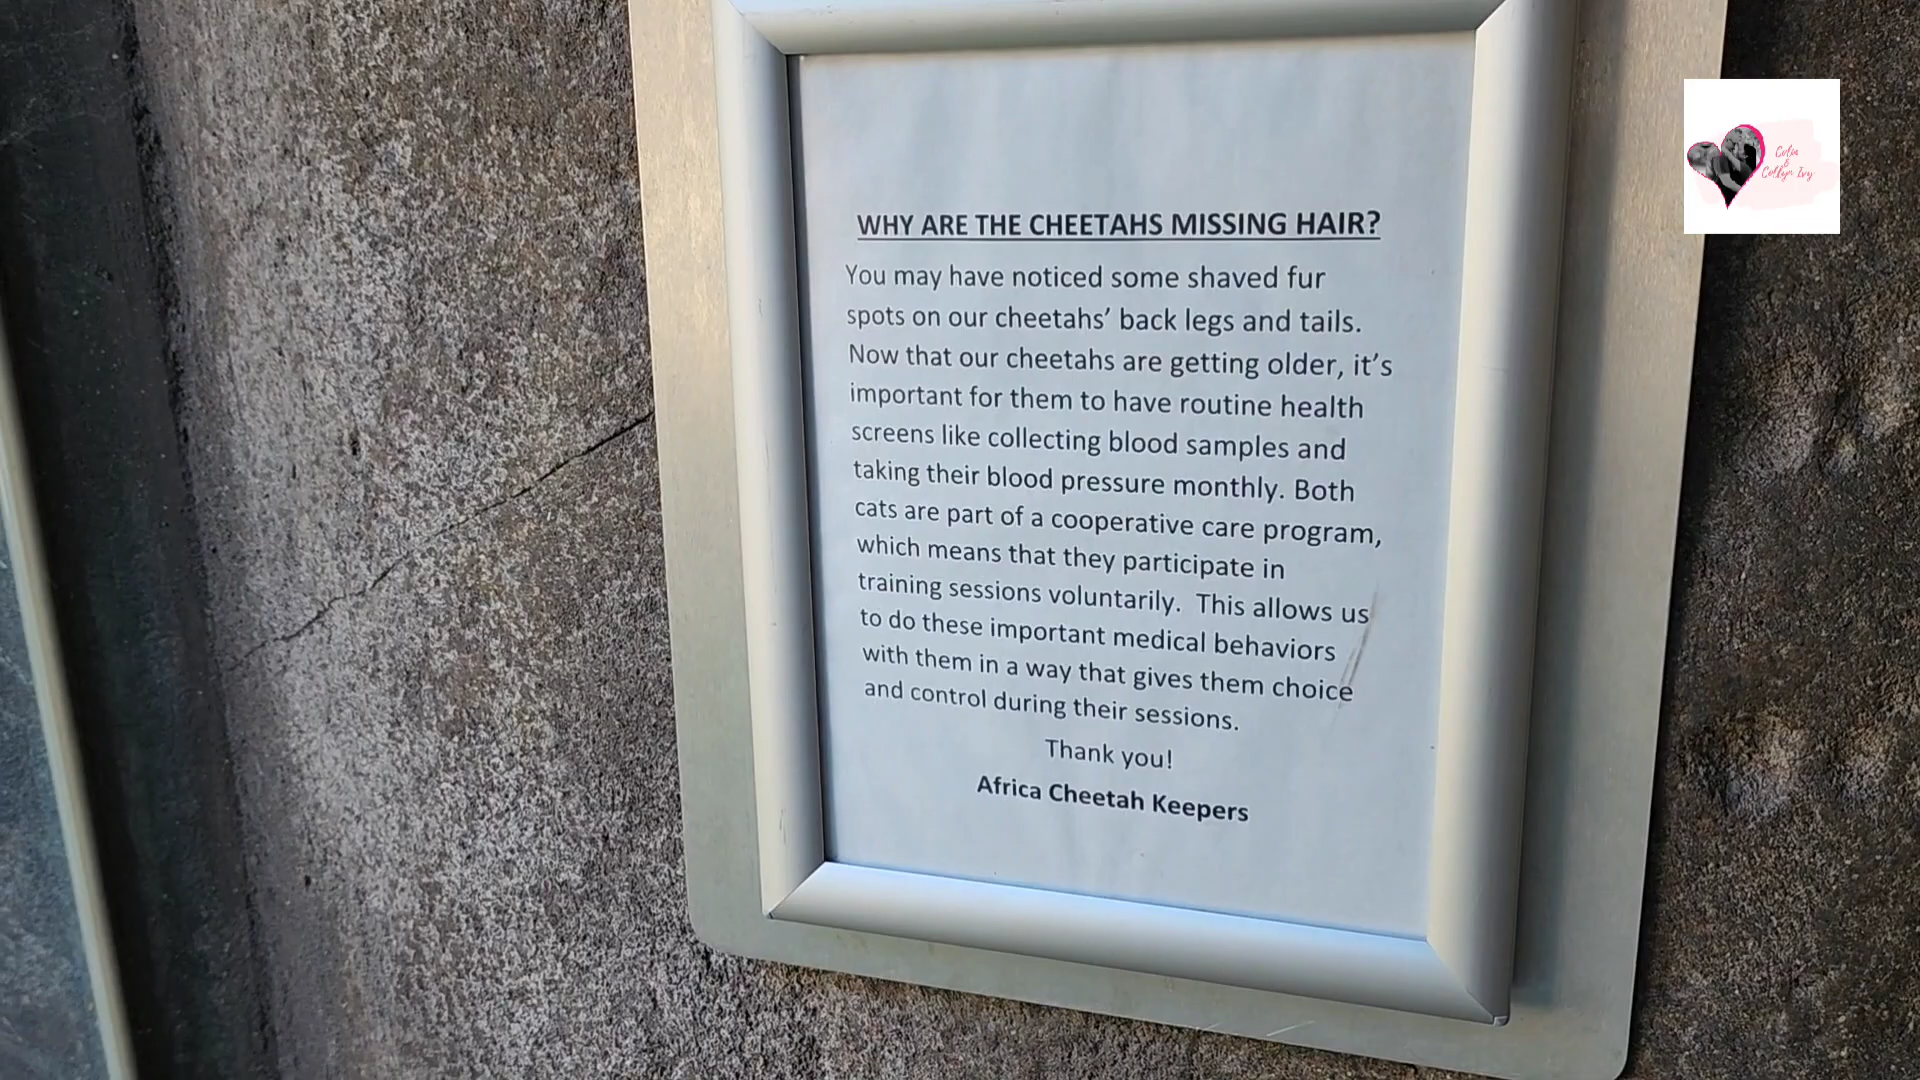 WHY ARE THE CHEETAHS MISSING HAIR?
You may have noticed some shaved fur
spots on our cheetahs’ back legs and tails.
Now that our cheetahs are getting older, it’s
important for them to have routine health
screens like collecting blood samples and
taking their blood pressure monthly. Both
cats are part of a cooperative care program,
which means that they participate in
training sessions voluntarily. This allows us
to do these important medical behaviors
with them in a way that gives them choice
and control during their sessions.
Thank you!
Africa Cheetah Keepers
Colin
&
Collyn Ivy